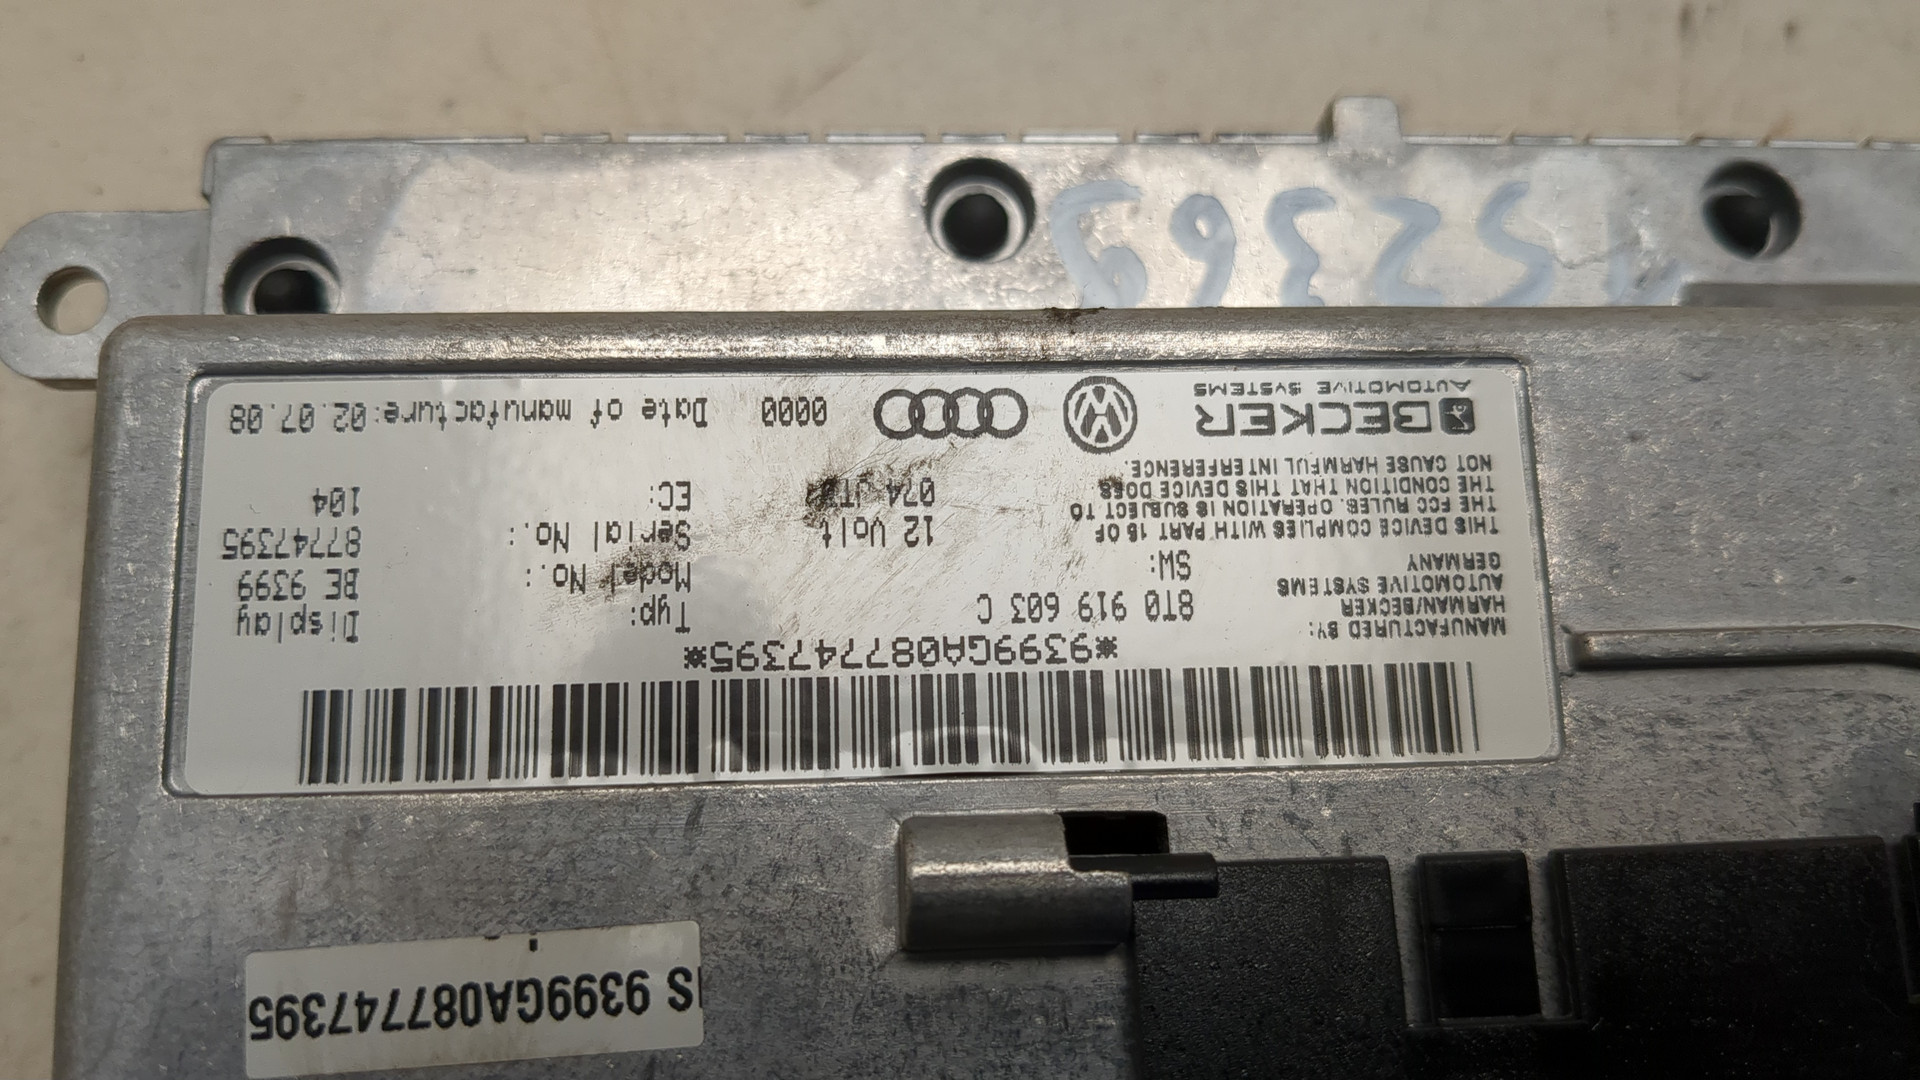 S 9399GA087747395
*9399GA087747395*
MANUFACTURED BY:
HARMAN/BECKER
AUTOMOTIVE SYSTEMS
GERMANY
8T0 919 603 C
SW:
Typ: Display
Model No.: BE 9399
Serial No.: 87747395
EC: 104
THIS DEVICE COMPLIES WITH PART 15 OF
THE FCC RULES. OPERATION IS SUBJECT TO
THE CONDITION THAT THIS DEVICE DOES
NOT CAUSE HARMFUL INTERFERENCE.
12 Volt
074
BECKER
AUTOMOTIVE SYSTEMS
0000
Date of manufacture:02.07.08